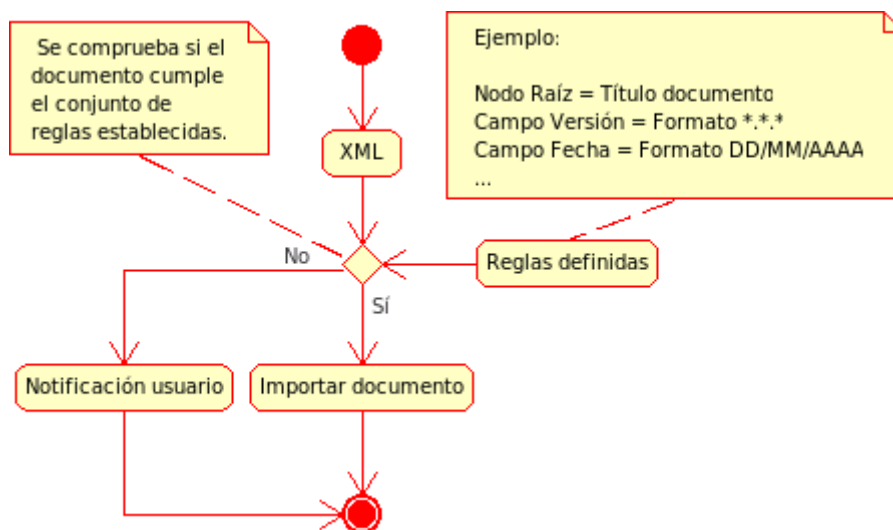 Se comprueba si el
documento cumple
el conjunto de
reglas establecidas.
Ejemplo:
Nodo Raíz = Título documento
Campo Versión = Formato *.*.*
Campo Fecha = Formato DD/MM/AAAA
...
XML
No
Reglas definidas
Sí
Notificación usuario
Importar documento